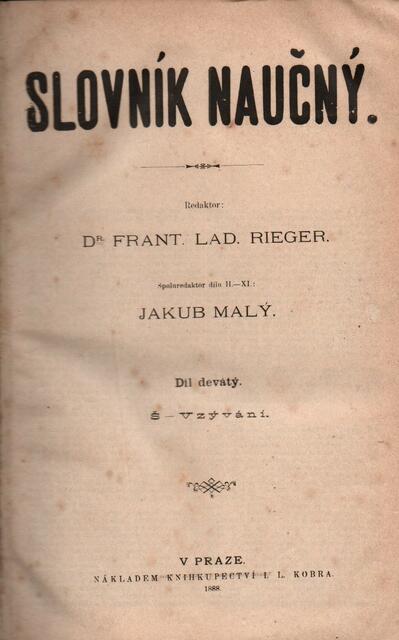 SLOVNÍK NAUČNÝ.
Redaktor:
DR. FRANT. LAD. RIEGER.
Spoluredaktor dílu II.—XI.:
JAKUB MALÝ.
Díl devátý.
Š — Vzývání.
V PRAZE.
NÁKLADEM KNIHKUPECTVÍ I. L. KOBRA.
1888.